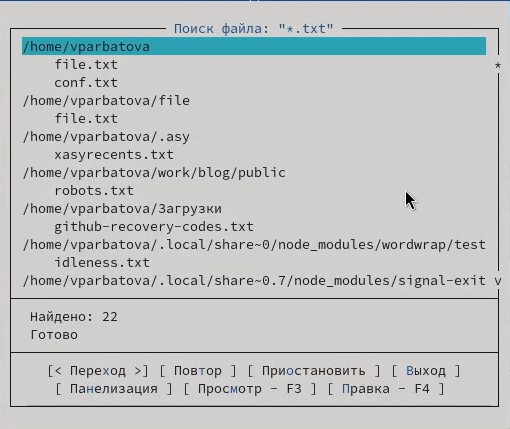 Поиск файла: "*.txt"
/home/vparbatova
file.txt *
conf.txt
/home/vparbatova/file
file.txt
/home/vparbatova/.asy
xasyrecents.txt
/home/vparbatova/work/blog/public
robots.txt
/home/vparbatova/Загрузки
github-recovery-codes.txt
/home/vparbatova/.local/share~0/node_modules/wordwrap/test
idleness.txt
/home/vparbatova/.local/share~0.7/node_modules/signal-exit v
Найдено: 22
Готово
[< Переход >] [ Повтор ] [ Приостановить ] [ Выход ]
[ Панелизация ] [ Просмотр - F3 ] [ Правка - F4 ]